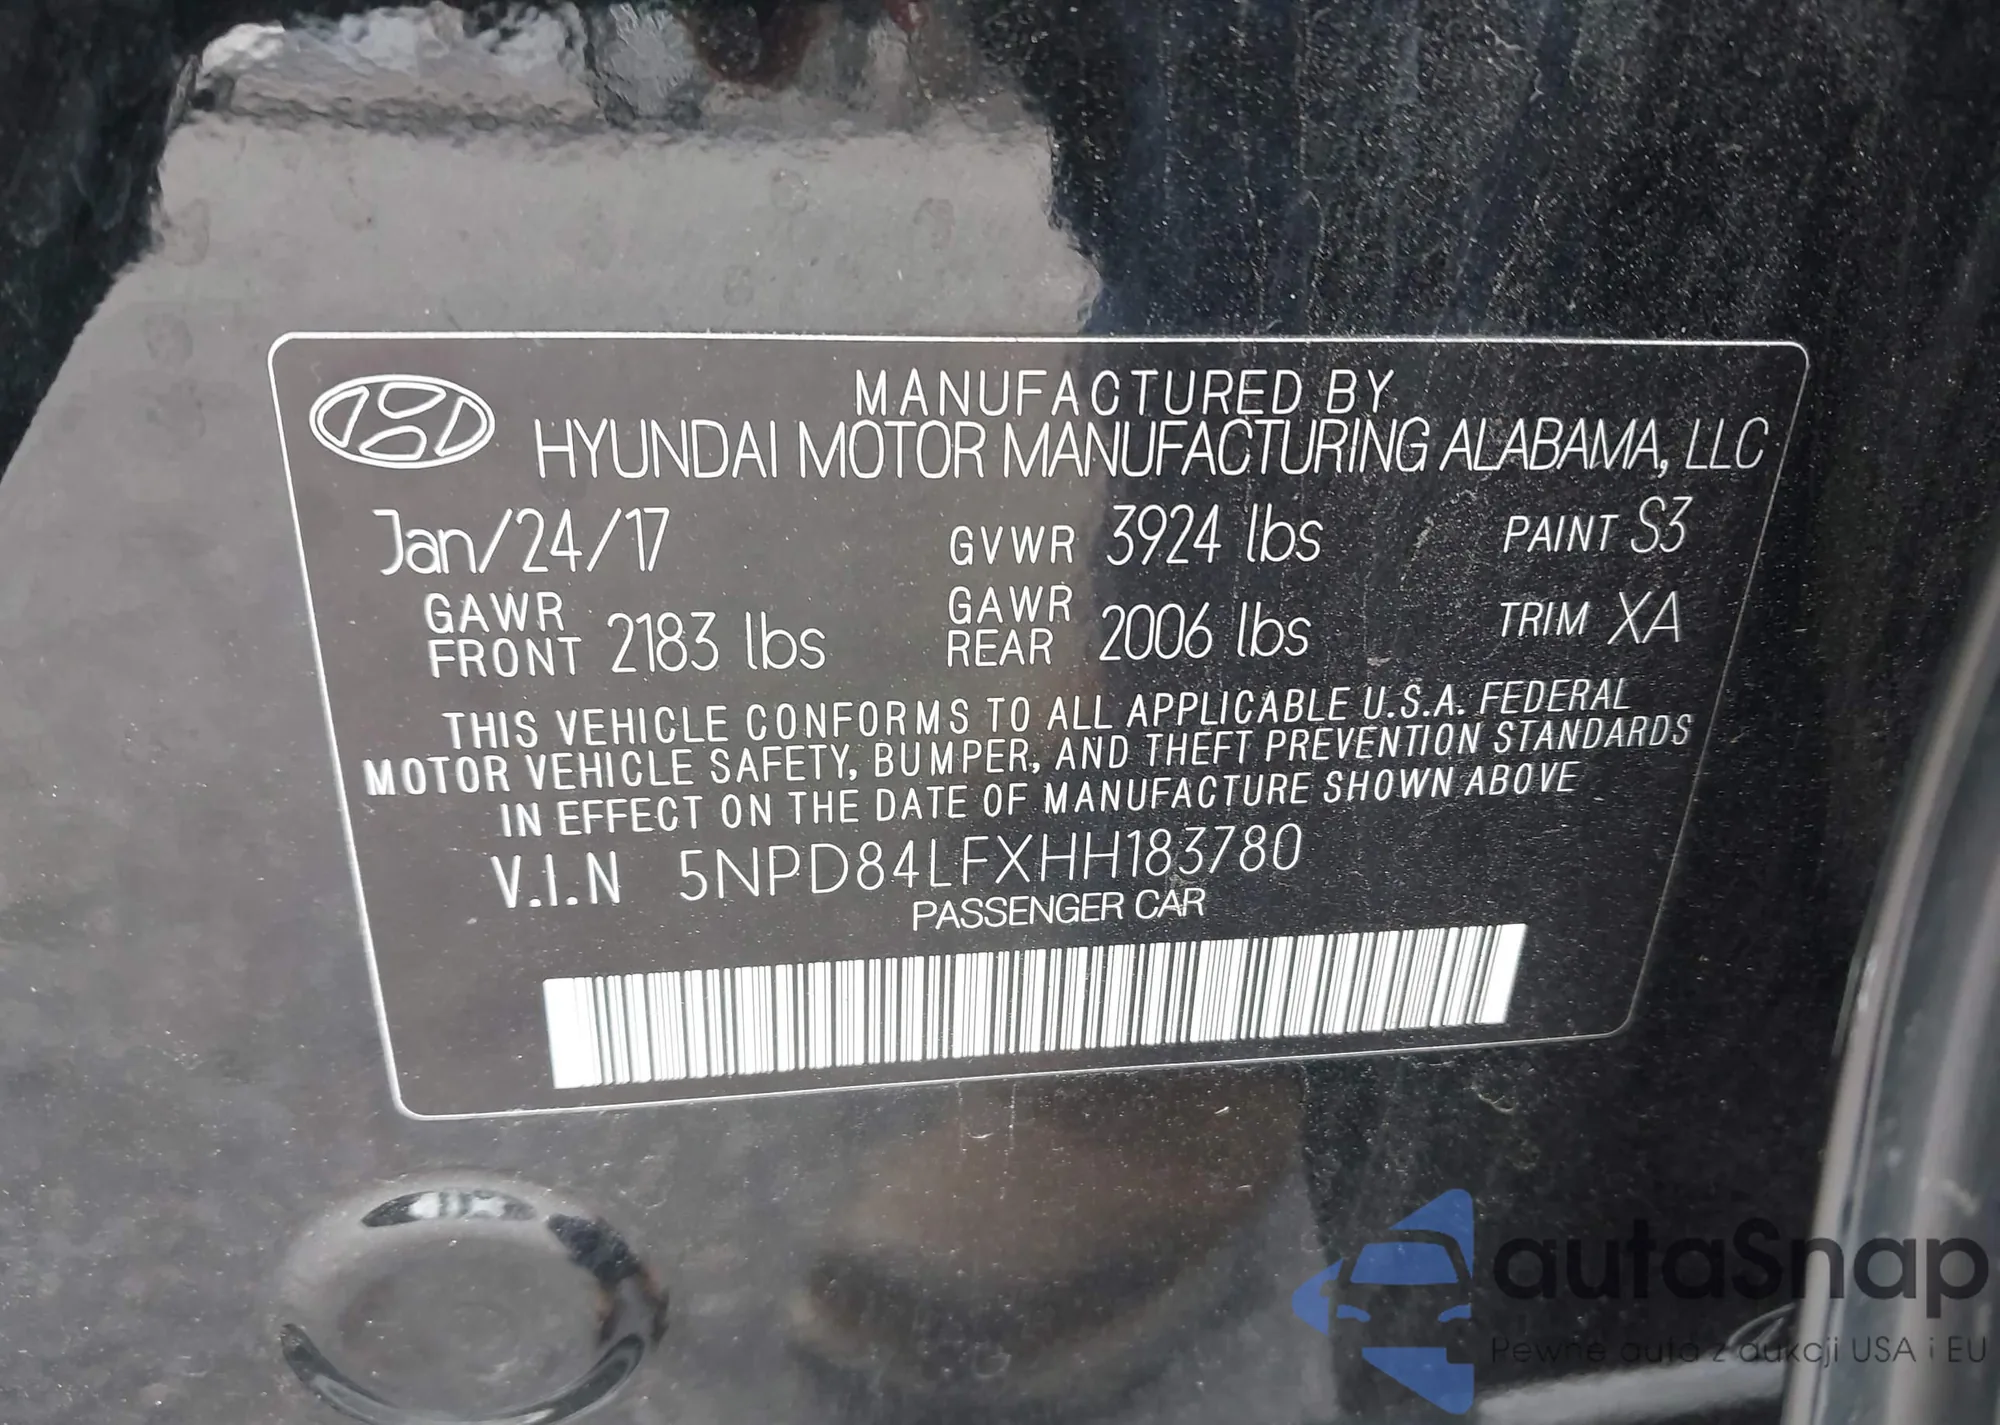 MANUFACTURED BY
HYUNDAI MOTOR MANUFACTURING ALABAMA, LLC
Jan/24/17 GVWR 3924 lbs PAINT S3
GAWR FRONT 2183 lbs GAWR REAR 2006 lbs TRIM XA
THIS VEHICLE CONFORMS TO ALL APPLICABLE U.S.A. FEDERAL
MOTOR VEHICLE SAFETY, BUMPER, AND THEFT PREVENTION STANDARDS
IN EFFECT ON THE DATE OF MANUFACTURE SHOWN ABOVE
V.I.N 5NPD84LFXHH183780
PASSENGER CAR
autaSnap
Pewne auta z aukcji USA i EU